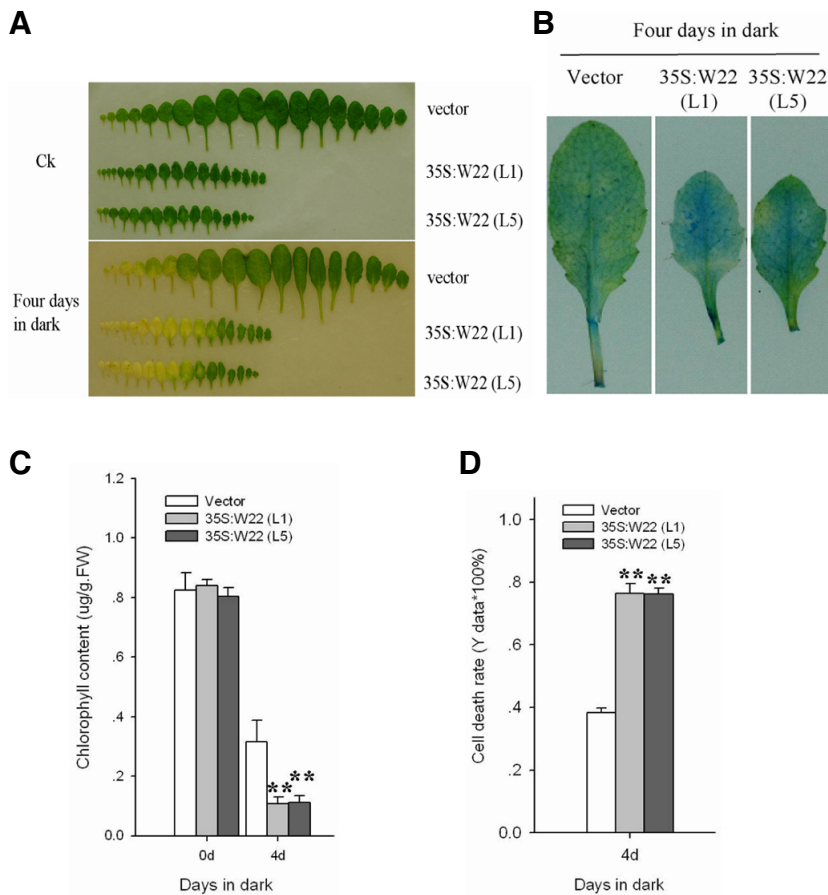 A
Ck
vector
35S:W22 (L1)
35S:W22 (L5)
Four days
in dark
vector
35S:W22 (L1)
35S:W22 (L5)
B
Four days in dark
Vector
35S:W22
(L1)
35S:W22
(L5)
C
Chlorophyll content (ug/g.FW)
1.2
1.0
.8
.6
.4
.2
0.0
Vector
35S:W22 (L1)
35S:W22 (L5)
**
**
0d
4d
Days in dark
D
Cell death rate (Y data*100%)
1.0
.8
.6
.4
.2
0.0
Vector
35S:W22 (L1)
35S:W22 (L5)
**
**
4d
Days in dark